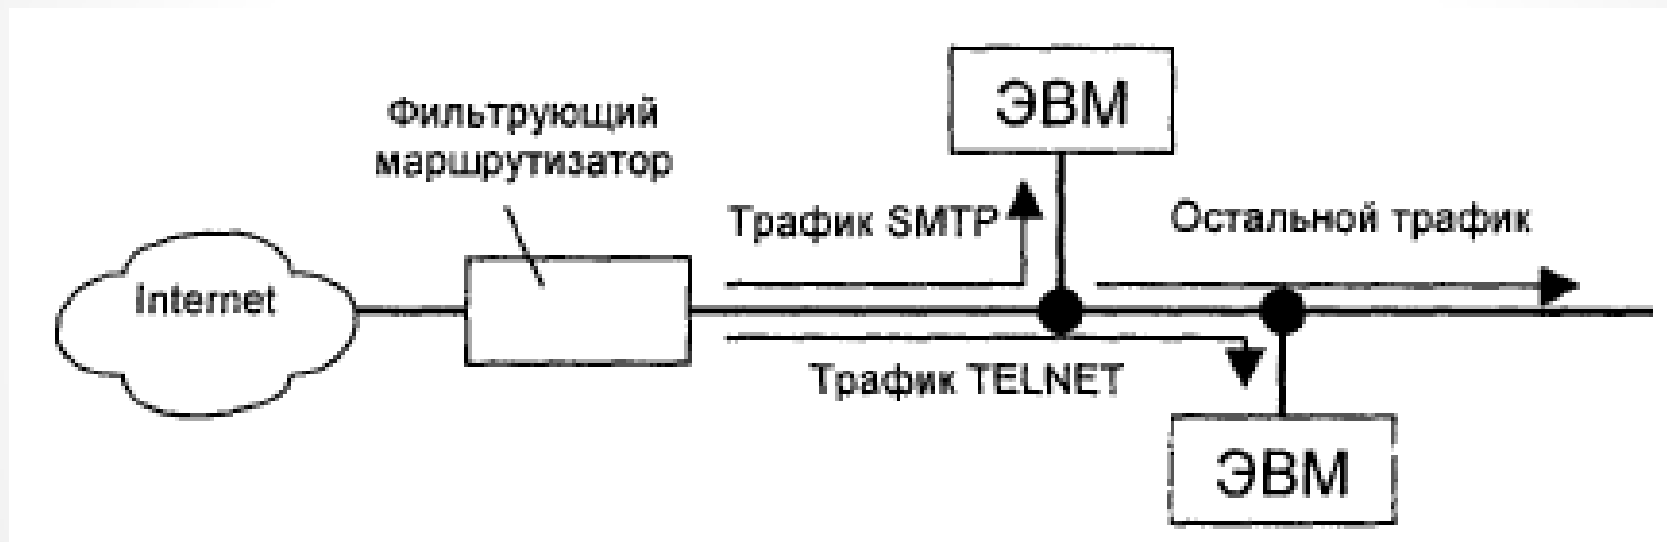 ЭВМ
Фильтрующий
маршрутизатор
Трафик SMTP
Остальной трафик
Internet
Трафик TELNET
ЭВМ